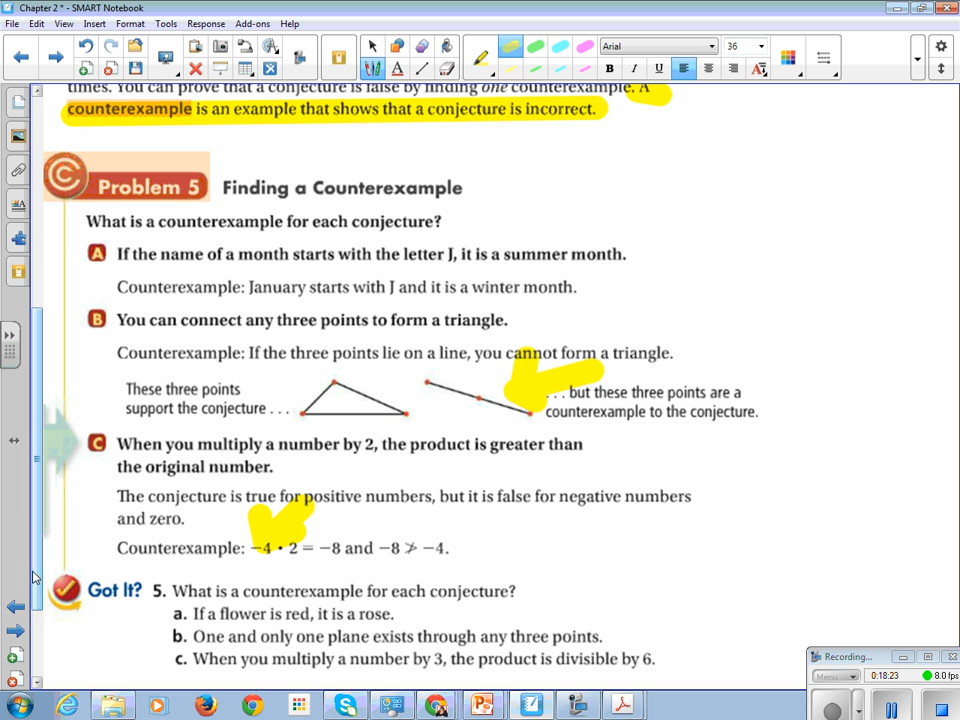 Chapter 2 * - SMART Notebook
File Edit View Insert Format Tools Response Add-ons Help
Arial 36
B I U
times. You can prove that a conjecture is false by finding one counterexample. A
counterexample is an example that shows that a conjecture is incorrect.
C Problem 5 Finding a Counterexample
What is a counterexample for each conjecture?
A If the name of a month starts with the letter J, it is a summer month.
Counterexample: January starts with J and it is a winter month.
B You can connect any three points to form a triangle.
Counterexample: If the three points lie on a line, you cannot form a triangle.
These three points
support the conjecture . . .
. . . but these three points are a
counterexample to the conjecture.
C When you multiply a number by 2, the product is greater than
the original number.
The conjecture is true for positive numbers, but it is false for negative numbers
and zero.
Counterexample: −4 • 2 = −8 and −8 ≯ −4.
Got It? 5. What is a counterexample for each conjecture?
a. If a flower is red, it is a rose.
b. One and only one plane exists through any three points.
c. When you multiply a number by 3, the product is divisible by 6.
Recording...
Menu 0:18:23 8.0 fps